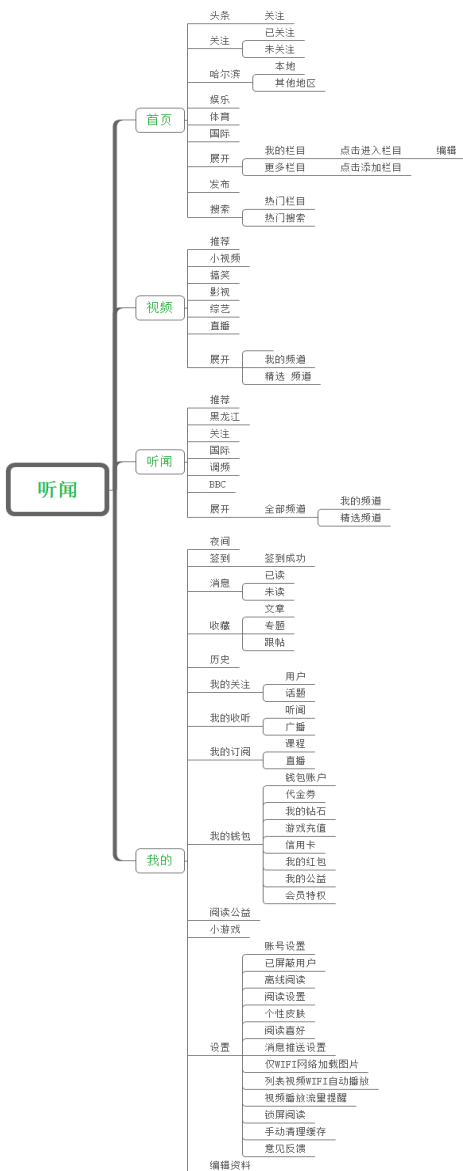 听闻
首页
头条 关注
关注
已关注
未关注
哈尔滨
本地
其他地区
娱乐
体育
国际
展开
我的栏目 点击进入栏目 编辑
更多栏目 点击添加栏目
发布
搜索
热门栏目
热门搜索
视频
推荐
小视频
搞笑
影视
综艺
直播
展开
我的频道
精选 频道
听闻
推荐
黑龙江
关注
国际
调频
BBC
展开 全部频道
我的频道
精选频道
我的
夜间
签到 签到成功
消息
已读
未读
收藏
文章
专题
跟帖
历史
我的关注
用户
话题
我的收听
听闻
广播
我的订阅
课程
直播
我的钱包
钱包账户
代金券
我的钻石
游戏充值
信用卡
我的红包
我的公益
会员特权
阅读公益
小游戏
设置
账号设置
已屏蔽用户
离线阅读
阅读设置
个性皮肤
阅读喜好
消息推送设置
仅WIFI网络加载图片
列表视频WIFI自动播放
视频播放流量提醒
锁屏阅读
手动清理缓存
意见反馈
编辑资料